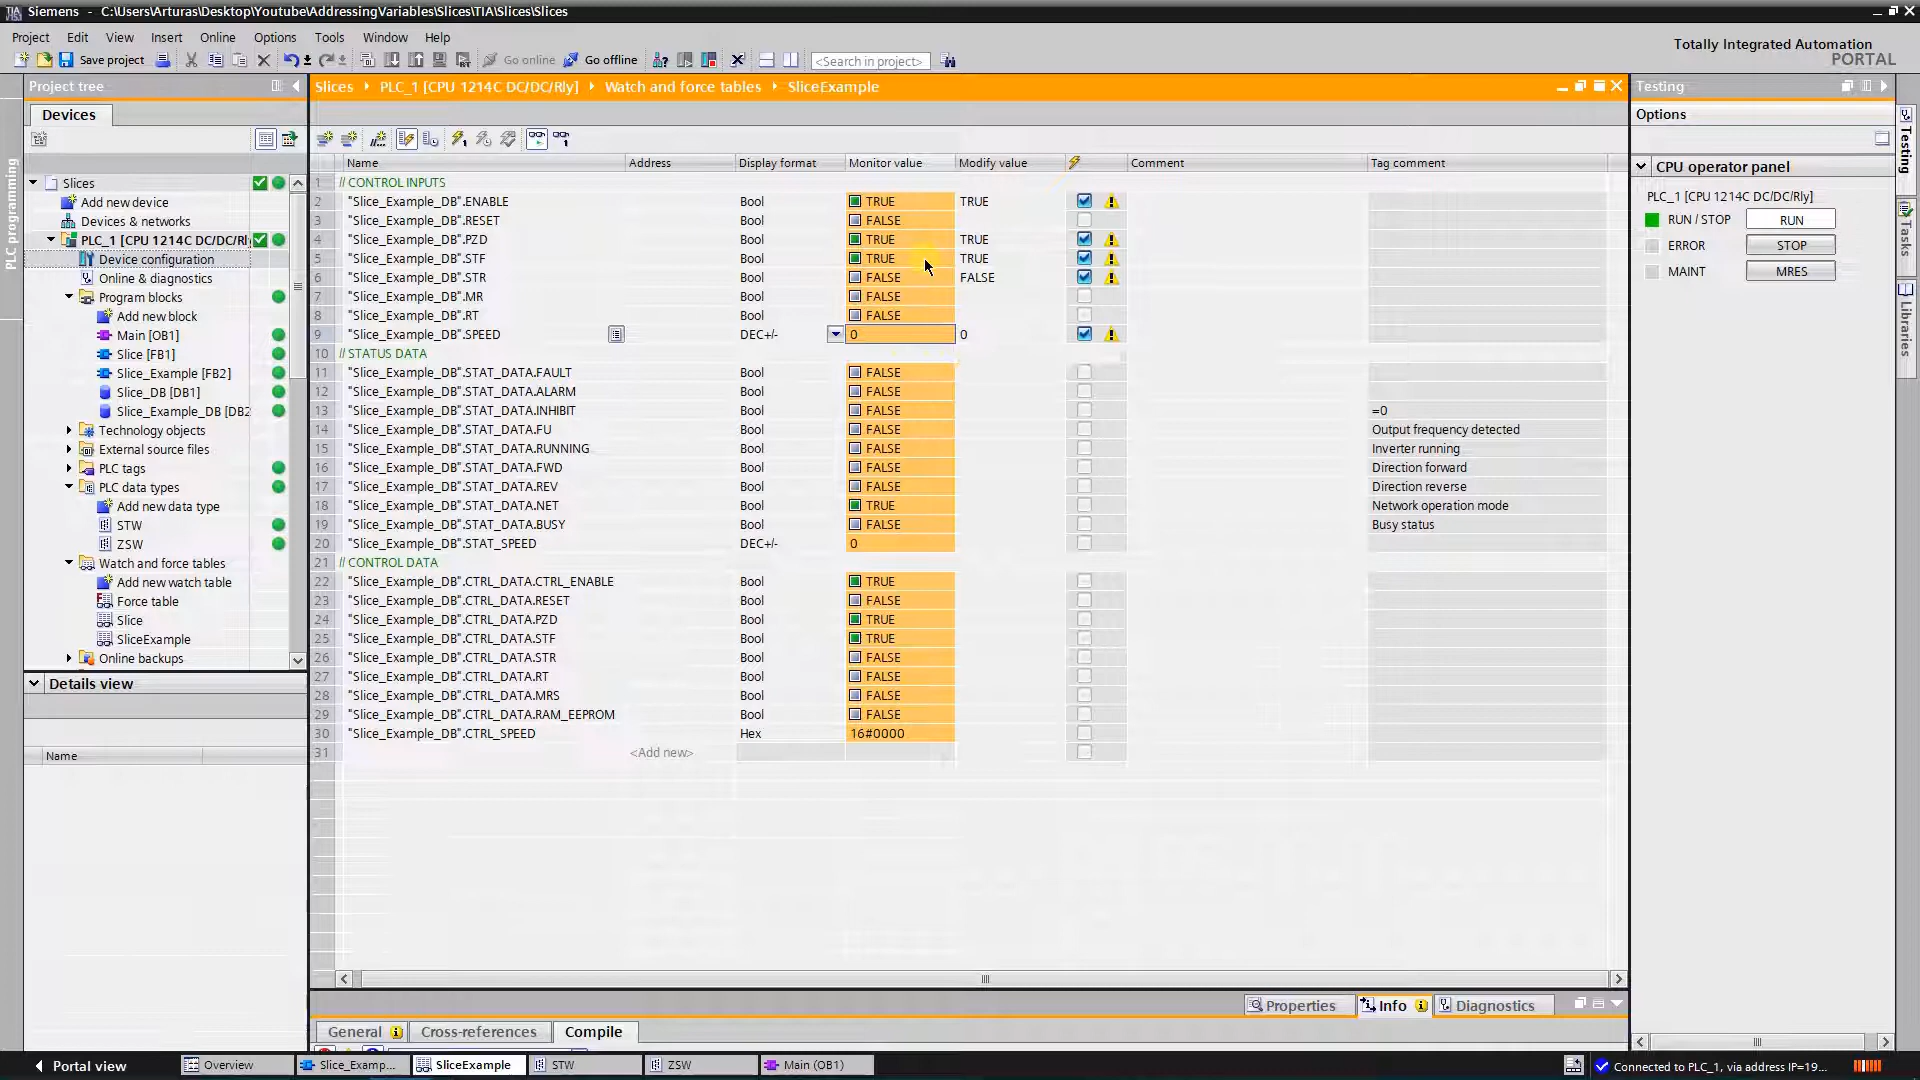 Siemens - C:\Users\Arturas\Desktop\Youtube\AddressingVariables\Slices\TIA\Slices\Slices
Project Edit View Insert Online Options Tools Window Help
Totally Integrated Automation
PORTAL
Save project Go online Go offline <Search in project>
Project tree
Slices PLC_1 [CPU 1214C DC/DC/Rly] Watch and force tables SliceExample
Testing
Devices
Options
PLC programming
Slices
Add new device
Devices & networks
PLC_1 [CPU 1214C DC/DC/Rl
Device configuration
Online & diagnostics
Program blocks
Add new block
Main [OB1]
Slice [FB1]
Slice_Example [FB2]
Slice_DB [DB1]
Slice_Example_DB [DB2
Technology objects
External source files
PLC tags
PLC data types
Add new data type
STW
ZSW
Watch and force tables
Add new watch table
Force table
Slice
SliceExample
Online backups
Details view
Name
Name Address Display format Monitor value Modify value Comment Tag comment
1 // CONTROL INPUTS
2 "Slice_Example_DB".ENABLE Bool TRUE TRUE
3 "Slice_Example_DB".RESET Bool FALSE
4 "Slice_Example_DB".PZD Bool TRUE TRUE
5 "Slice_Example_DB".STF Bool TRUE TRUE
6 "Slice_Example_DB".STR Bool FALSE FALSE
7 "Slice_Example_DB".MR Bool FALSE
8 "Slice_Example_DB".RT Bool FALSE
9 "Slice_Example_DB".SPEED DEC+/- 0 0
10 // STATUS DATA
11 "Slice_Example_DB".STAT_DATA.FAULT Bool FALSE
12 "Slice_Example_DB".STAT_DATA.ALARM Bool FALSE
13 "Slice_Example_DB".STAT_DATA.INHIBIT Bool FALSE =0
14 "Slice_Example_DB".STAT_DATA.FU Bool FALSE Output frequency detected
15 "Slice_Example_DB".STAT_DATA.RUNNING Bool FALSE Inverter running
16 "Slice_Example_DB".STAT_DATA.FWD Bool FALSE Direction forward
17 "Slice_Example_DB".STAT_DATA.REV Bool FALSE Direction reverse
18 "Slice_Example_DB".STAT_DATA.NET Bool TRUE Network operation mode
19 "Slice_Example_DB".STAT_DATA.BUSY Bool FALSE Busy status
20 "Slice_Example_DB".STAT_SPEED DEC+/- 0
21 // CONTROL DATA
22 "Slice_Example_DB".CTRL_DATA.CTRL_ENABLE Bool TRUE
23 "Slice_Example_DB".CTRL_DATA.RESET Bool FALSE
24 "Slice_Example_DB".CTRL_DATA.PZD Bool TRUE
25 "Slice_Example_DB".CTRL_DATA.STF Bool TRUE
26 "Slice_Example_DB".CTRL_DATA.STR Bool FALSE
27 "Slice_Example_DB".CTRL_DATA.RT Bool FALSE
28 "Slice_Example_DB".CTRL_DATA.MRS Bool FALSE
29 "Slice_Example_DB".CTRL_DATA.RAM_EEPROM Bool FALSE
30 "Slice_Example_DB".CTRL_SPEED Hex 16#0000
31 <Add new>
CPU operator panel
PLC_1 [CPU 1214C DC/DC/Rly]
RUN / STOP RUN
ERROR STOP
MAINT MRES
Testing
Tasks
Libraries
Properties Info Diagnostics
General Cross-references Compile
Portal view Overview Slice_Examp... SliceExample STW ZSW Main (OB1) Connected to PLC_1, via address IP=19...